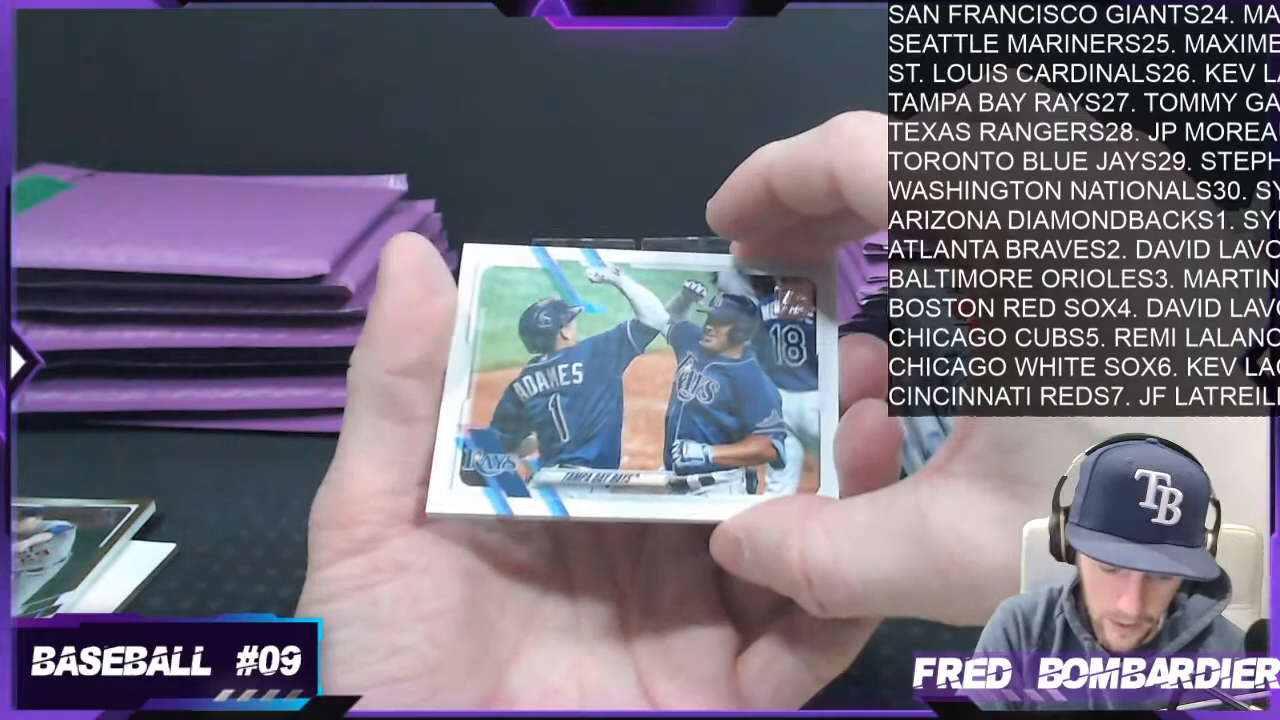 SAN FRANCISCO GIANTS24. MA
SEATTLE MARINERS25. MAXIME
ST. LOUIS CARDINALS26. KEV LA
TAMPA BAY RAYS27. TOMMY GA
TEXAS RANGERS28. JP MOREA
TORONTO BLUE JAYS29. STEPH
WASHINGTON NATIONALS30. SY
ARIZONA DIAMONDBACKS1. SY
ATLANTA BRAVES2. DAVID LAVO
BALTIMORE ORIOLES3. MARTIN
BOSTON RED SOX4. DAVID LAVO
CHICAGO CUBS5. REMI LALANC
CHICAGO WHITE SOX6. KEV LAC
CINCINNATI REDS7. JF LATREILL
ADAMES
1
RAYS
18
RAYS
TAMPA BAY RAYS™
TB
BASEBALL #09
FRED BOMBARDIER